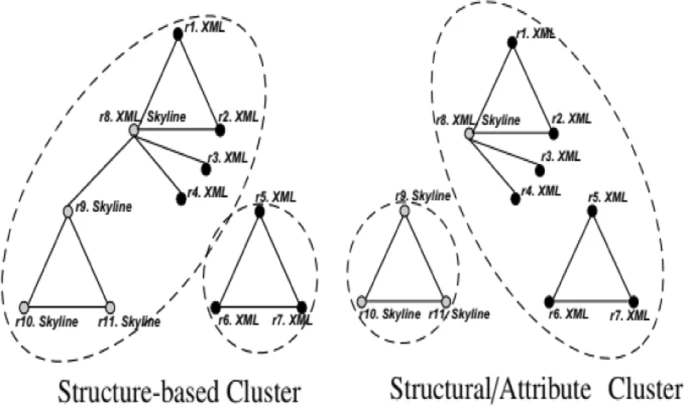 r1. XML
r8. XML, Skyline
r2. XML
r3. XML
r4. XML
r9. Skyline
r5. XML
r10. Skyline
r11. Skyline
r6. XML
r7. XML
Structure-based Cluster
r1. XML
r8. XML, Skyline
r2. XML
r3. XML
r4. XML
r9. Skyline
r5. XML
r10. Skyline
r11. Skyline
r6. XML
r7. XML
Structural/Attribute Cluster